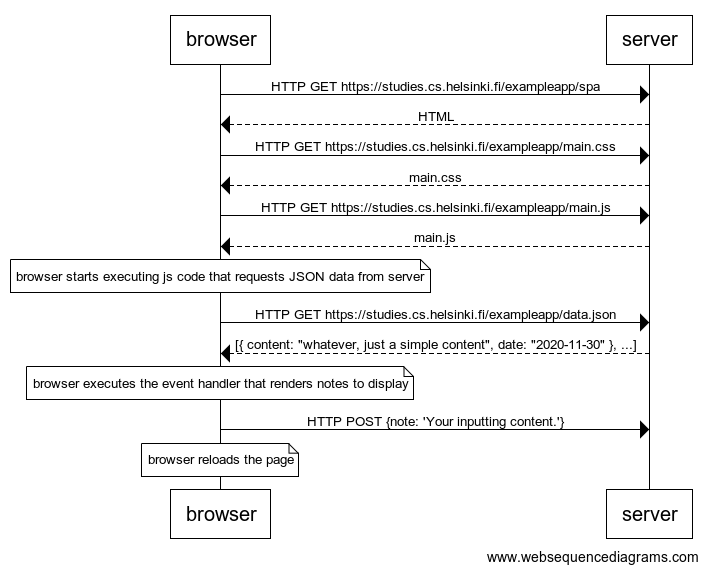 browser server
HTTP GET https://studies.cs.helsinki.fi/exampleapp/spa
HTML
HTTP GET https://studies.cs.helsinki.fi/exampleapp/main.css
main.css
HTTP GET https://studies.cs.helsinki.fi/exampleapp/main.js
main.js
browser starts executing js code that requests JSON data from server
HTTP GET https://studies.cs.helsinki.fi/exampleapp/data.json
[{ content: "whatever, just a simple content", date: "2020-11-30" }, ...]
browser executes the event handler that renders notes to display
HTTP POST {note: 'Your inputting content.'}
browser reloads the page
browser server
www.websequencediagrams.com